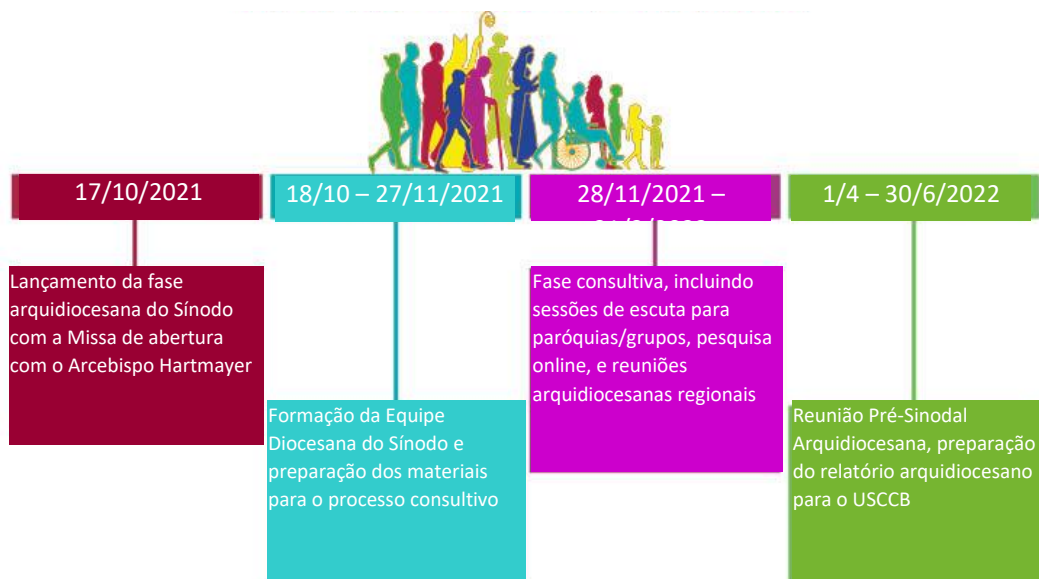 17/10/2021
18/10 – 27/11/2021
28/11/2021 –
1/4 – 30/6/2022
Lançamento da fase
arquidiocesana do Sínodo
com a Missa de abertura
com o Arcebispo Hartmayer
Formação da Equipe
Diocesana do Sínodo e
preparação dos materiais
para o processo consultivo
Fase consultiva, incluindo
sessões de escuta para
paróquias/grupos, pesquisa
online, e reuniões
arquidiocesanas regionais
Reunião Pré-Sinodal
Arquidiocesana, preparação
do relatório arquidiocesano
para o USCCB